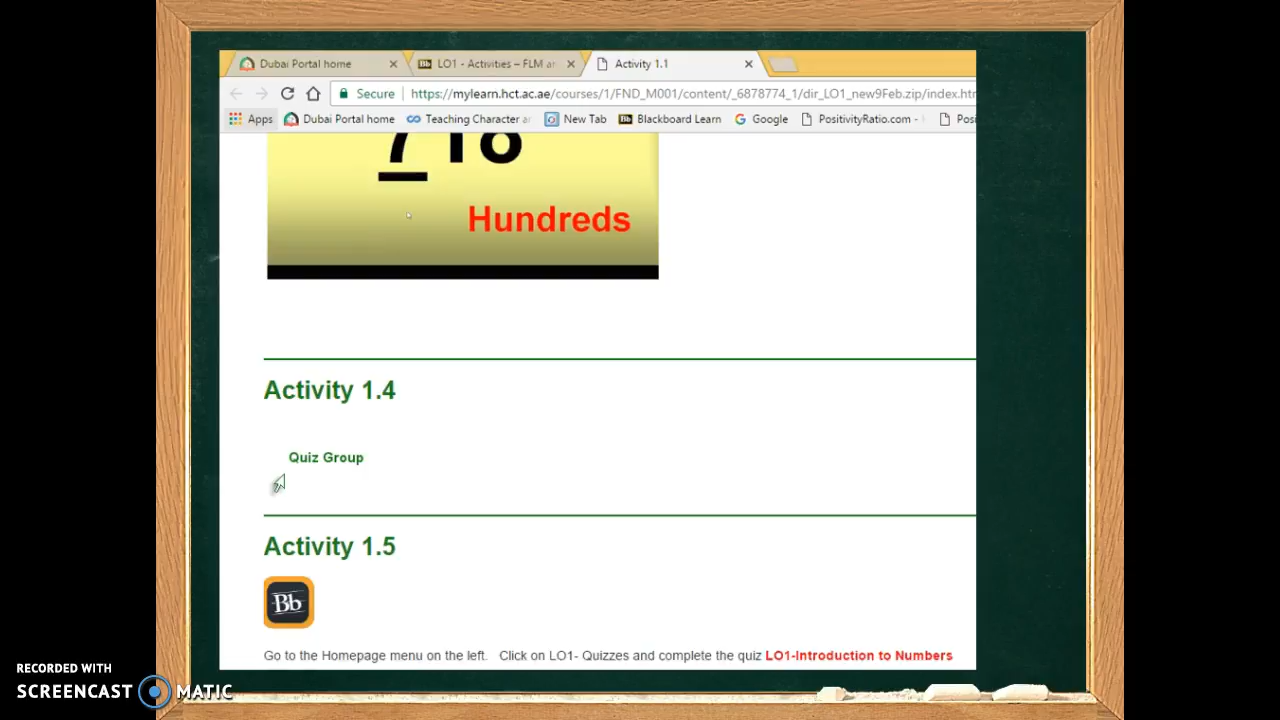 Dubai Portal home
LO1 - Activities – FLM ar
Activity 1.1
Secure
https://mylearn.hct.ac.ae/courses/1/FND_M001/content/_6878774_1/dir_LO1_new9Feb.zip/index.htm
Apps
Dubai Portal home
Teaching Character a
New Tab
Blackboard Learn
Google
PositivityRatio.com -
Posi
718
Hundreds
Activity 1.4
Quiz Group
Activity 1.5
Bb
Go to the Homepage menu on the left. Click on LO1- Quizzes and complete the quiz LO1-Introduction to Numbers
RECORDED WITH
SCREENCAST MATIC